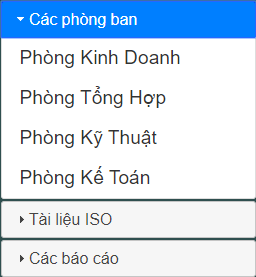 Các phòng ban
Phòng Kinh Doanh
Phòng Tổng Hợp
Phòng Kỹ Thuật
Phòng Kế Toán
Tài liệu ISO
Các báo cáo